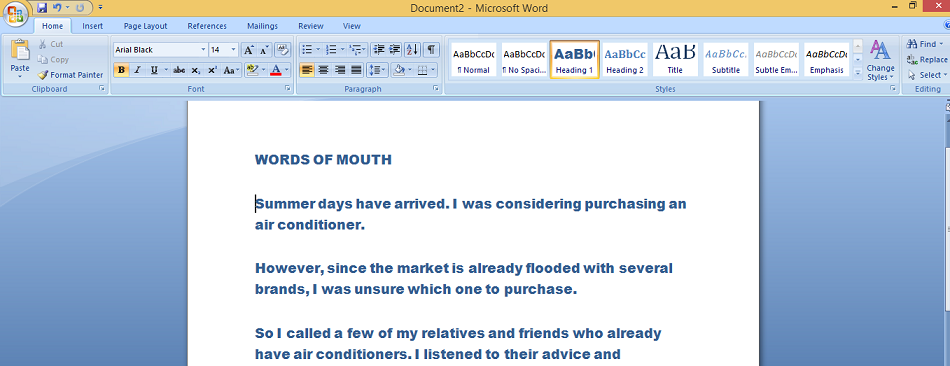 Document2 - Microsoft Word
Home Insert Page Layout References Mailings Review View
Paste
Cut
Copy
Format Painter
Clipboard
Arial Black 14
Font
Paragraph
AaBbCcDc AaBbCcDc AaBb AaBbCc AaB AaBbCc. AaBbCcDc AaBbCcDc
¶ Normal ¶ No Spaci... Heading 1 Heading 2 Title Subtitle Subtle Em... Emphasis
Change Styles
Styles
Find
Replace
Select
Editing
WORDS OF MOUTH
Summer days have arrived. I was considering purchasing an
air conditioner.
However, since the market is already flooded with several
brands, I was unsure which one to purchase.
So I called a few of my relatives and friends who already
have air conditioners. I listened to their advice and